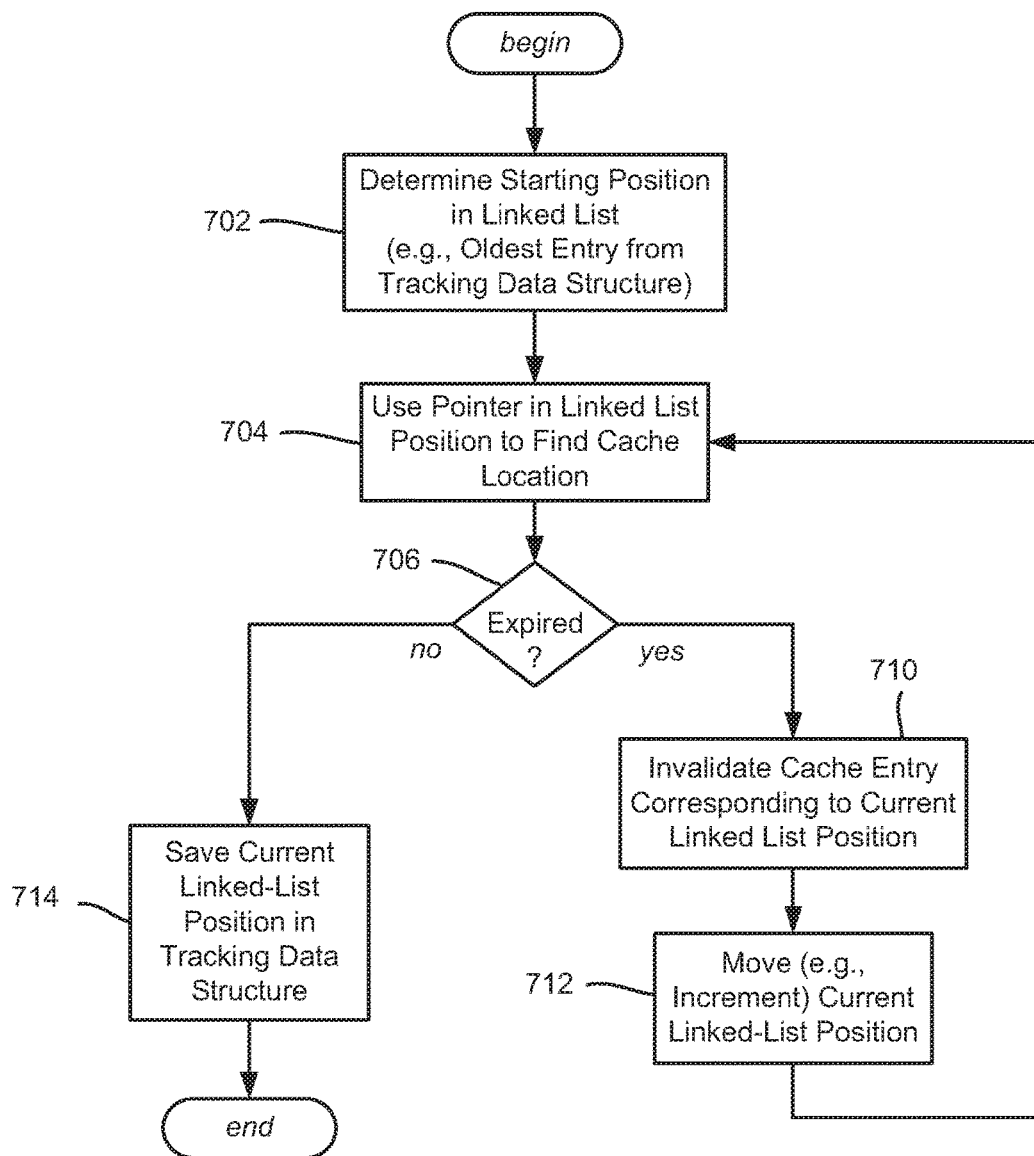 begin
702
Determine Starting Position
in Linked List
(e.g., Oldest Entry from
Tracking Data Structure)
704
Use Pointer in Linked List
Position to Find Cache
Location
706
Expired
?
no
yes
710
Invalidate Cache Entry
Corresponding to Current
Linked List Position
712
Move (e.g.,
Increment) Current
Linked-List Position
714
Save Current
Linked-List
Position in
Tracking Data
Structure
end